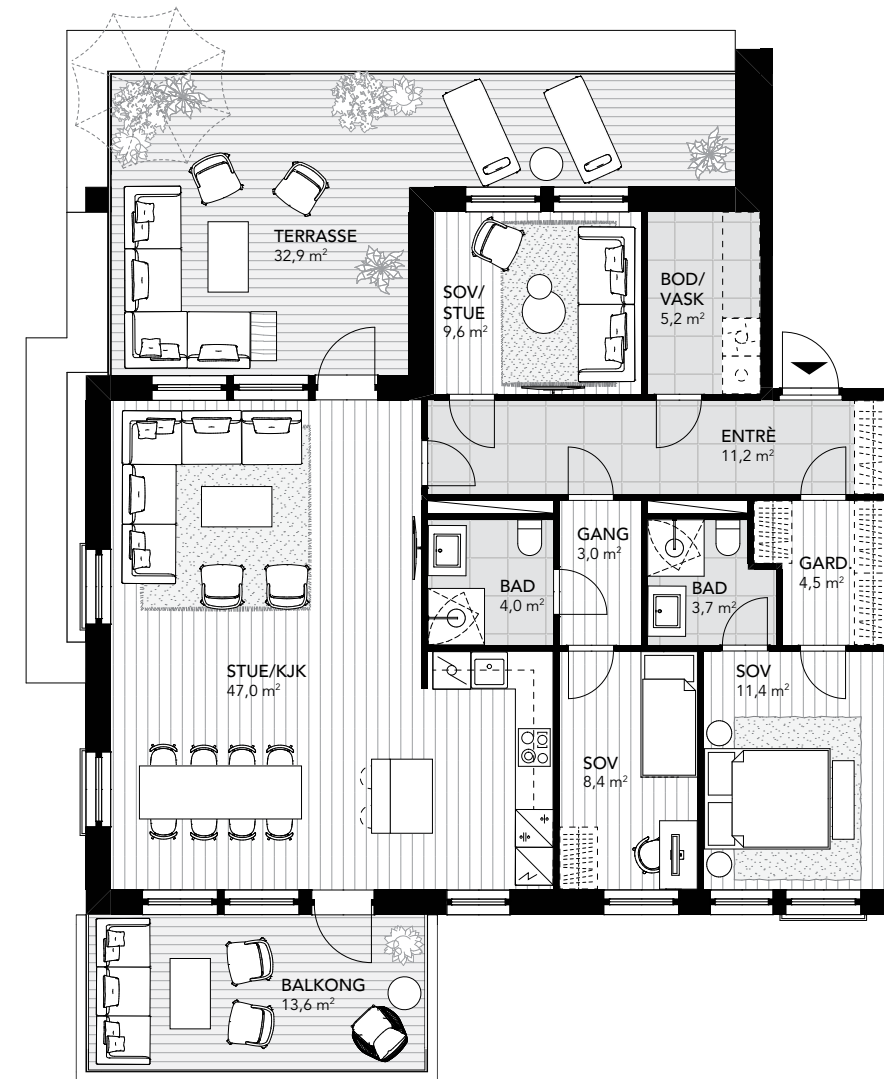 TERRASSE
32,9 m²
SOV/
STUE
9,6 m²
BOD/
VASK
5,2 m²
ENTRÈ
11,2 m²
GANG
3,0 m²
BAD
4,0 m²
BAD
3,7 m²
GARD.
4,5 m²
STUE/KJK
47,0 m²
SOV
11,4 m²
SOV
8,4 m²
BALKONG
13,6 m²